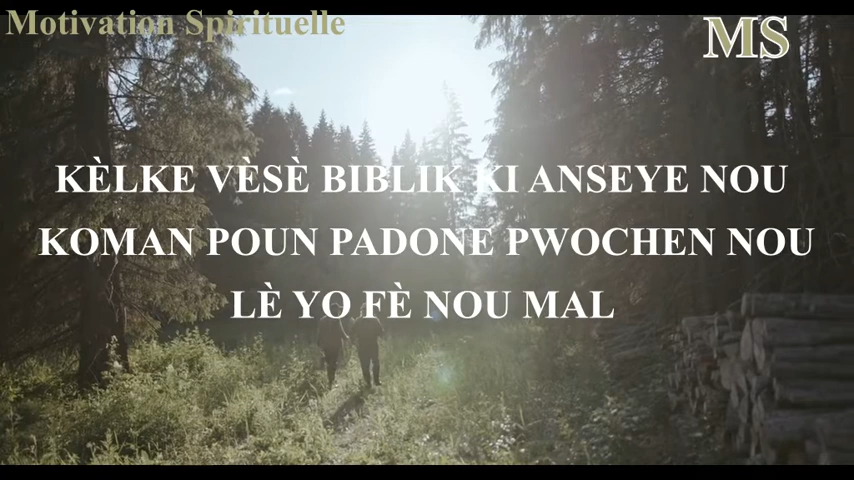 Motivation Spirituelle
MS
KÈLKE VÈSÈ BIBLIK KI ANSEYE NOU
KOMAN POUN PADONE PWOCHEN NOU
LÈ YO FÈ NOU MAL